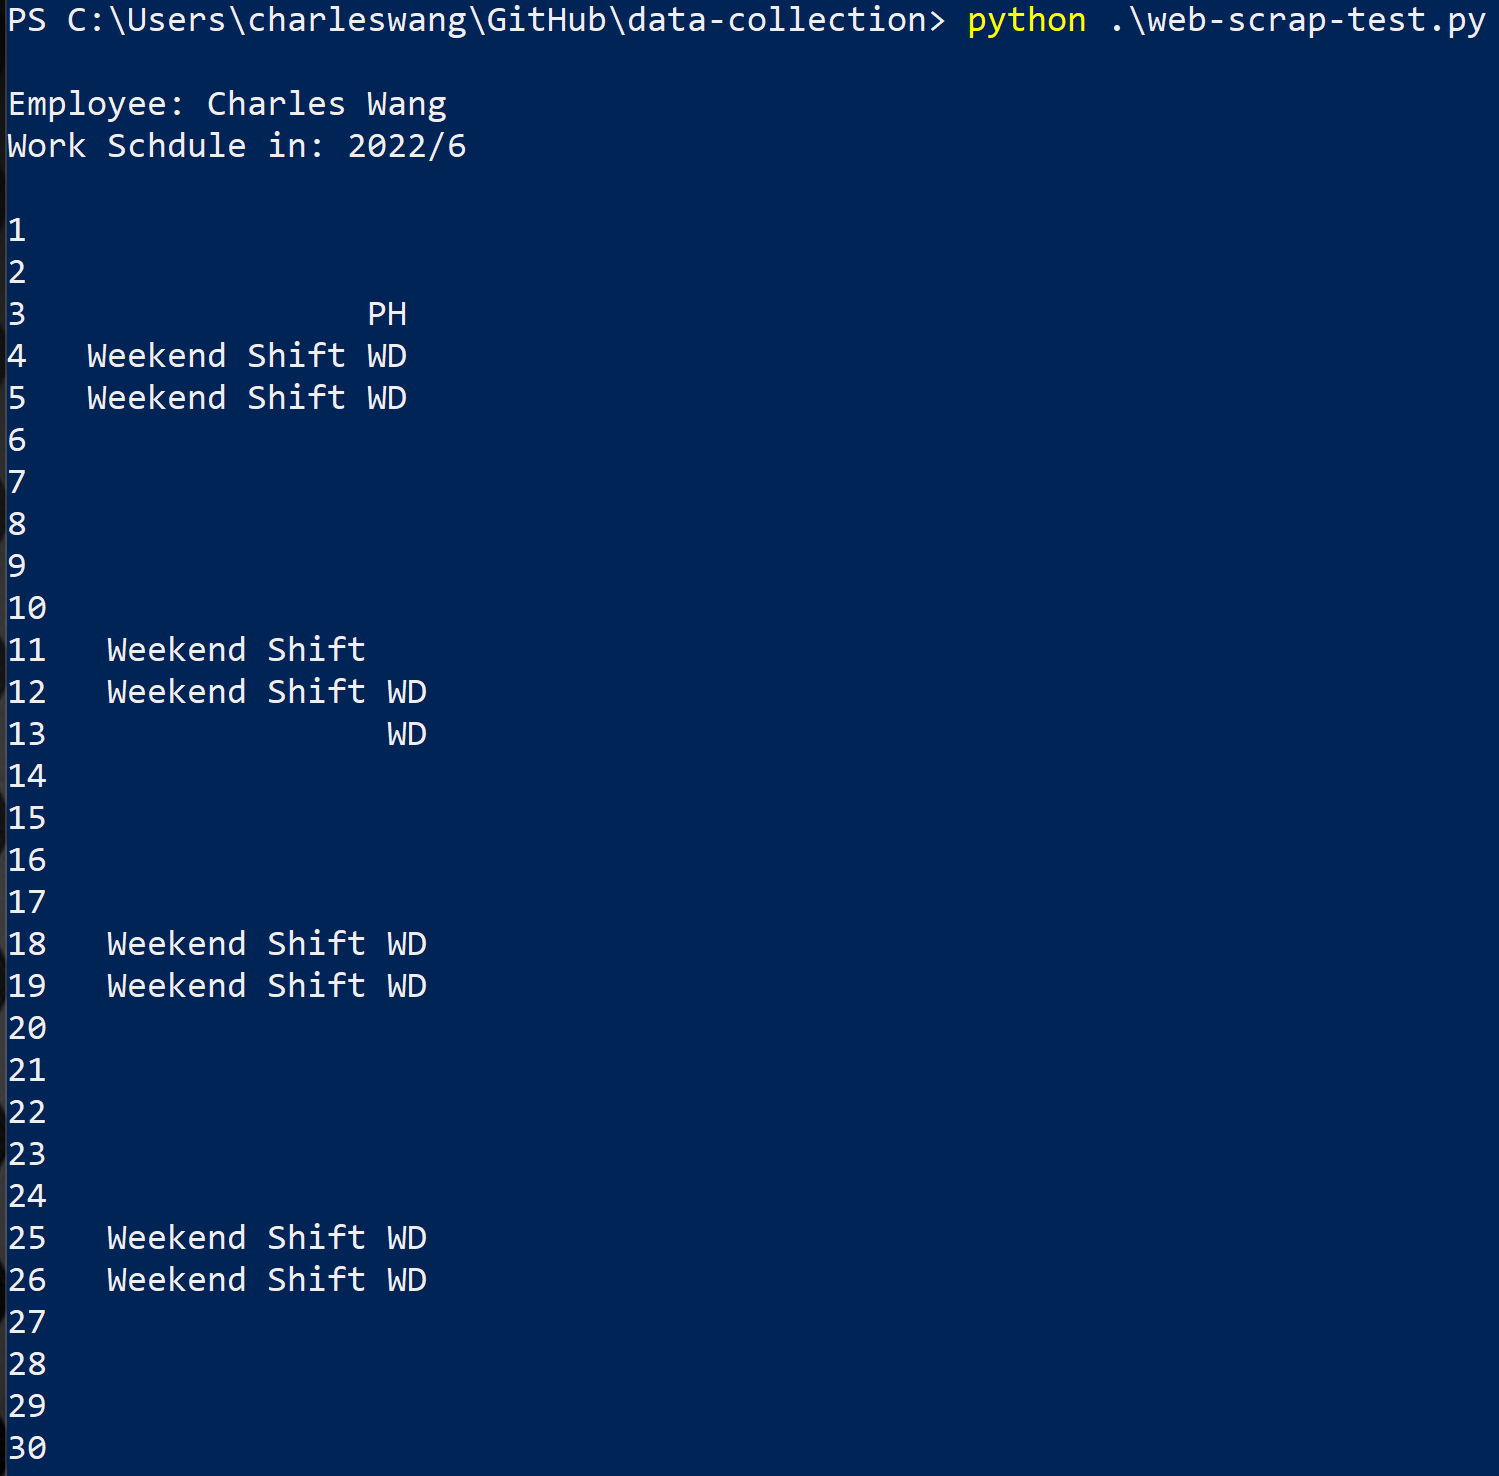 PS C:\Users\charleswang\GitHub\data-collection> python .\web-scrap-test.py
Employee: Charles Wang
Work Schdule in: 2022/6
1
2
3                 PH
4   Weekend Shift WD
5   Weekend Shift WD
6
7
8
9
10
11   Weekend Shift
12   Weekend Shift WD
13                 WD
14
15
16
17
18   Weekend Shift WD
19   Weekend Shift WD
20
21
22
23
24
25   Weekend Shift WD
26   Weekend Shift WD
27
28
29
30